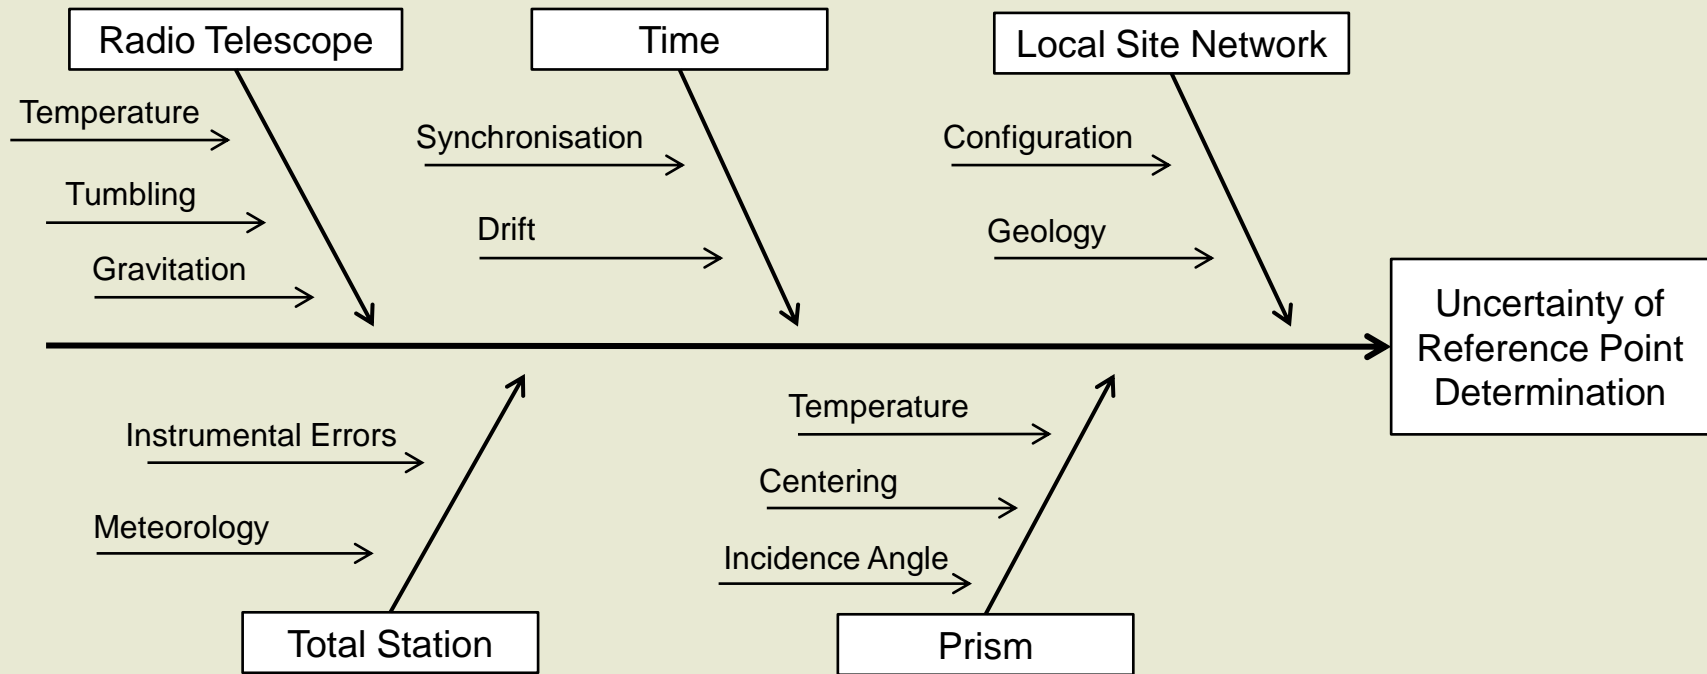 Radio Telescope
Time
Local Site Network
Temperature
Synchronisation
Configuration
Tumbling
Drift
Geology
Gravitation
Uncertainty of
Reference Point
Determination
Instrumental Errors
Temperature
Meteorology
Centering
Incidence Angle
Total Station
Prism